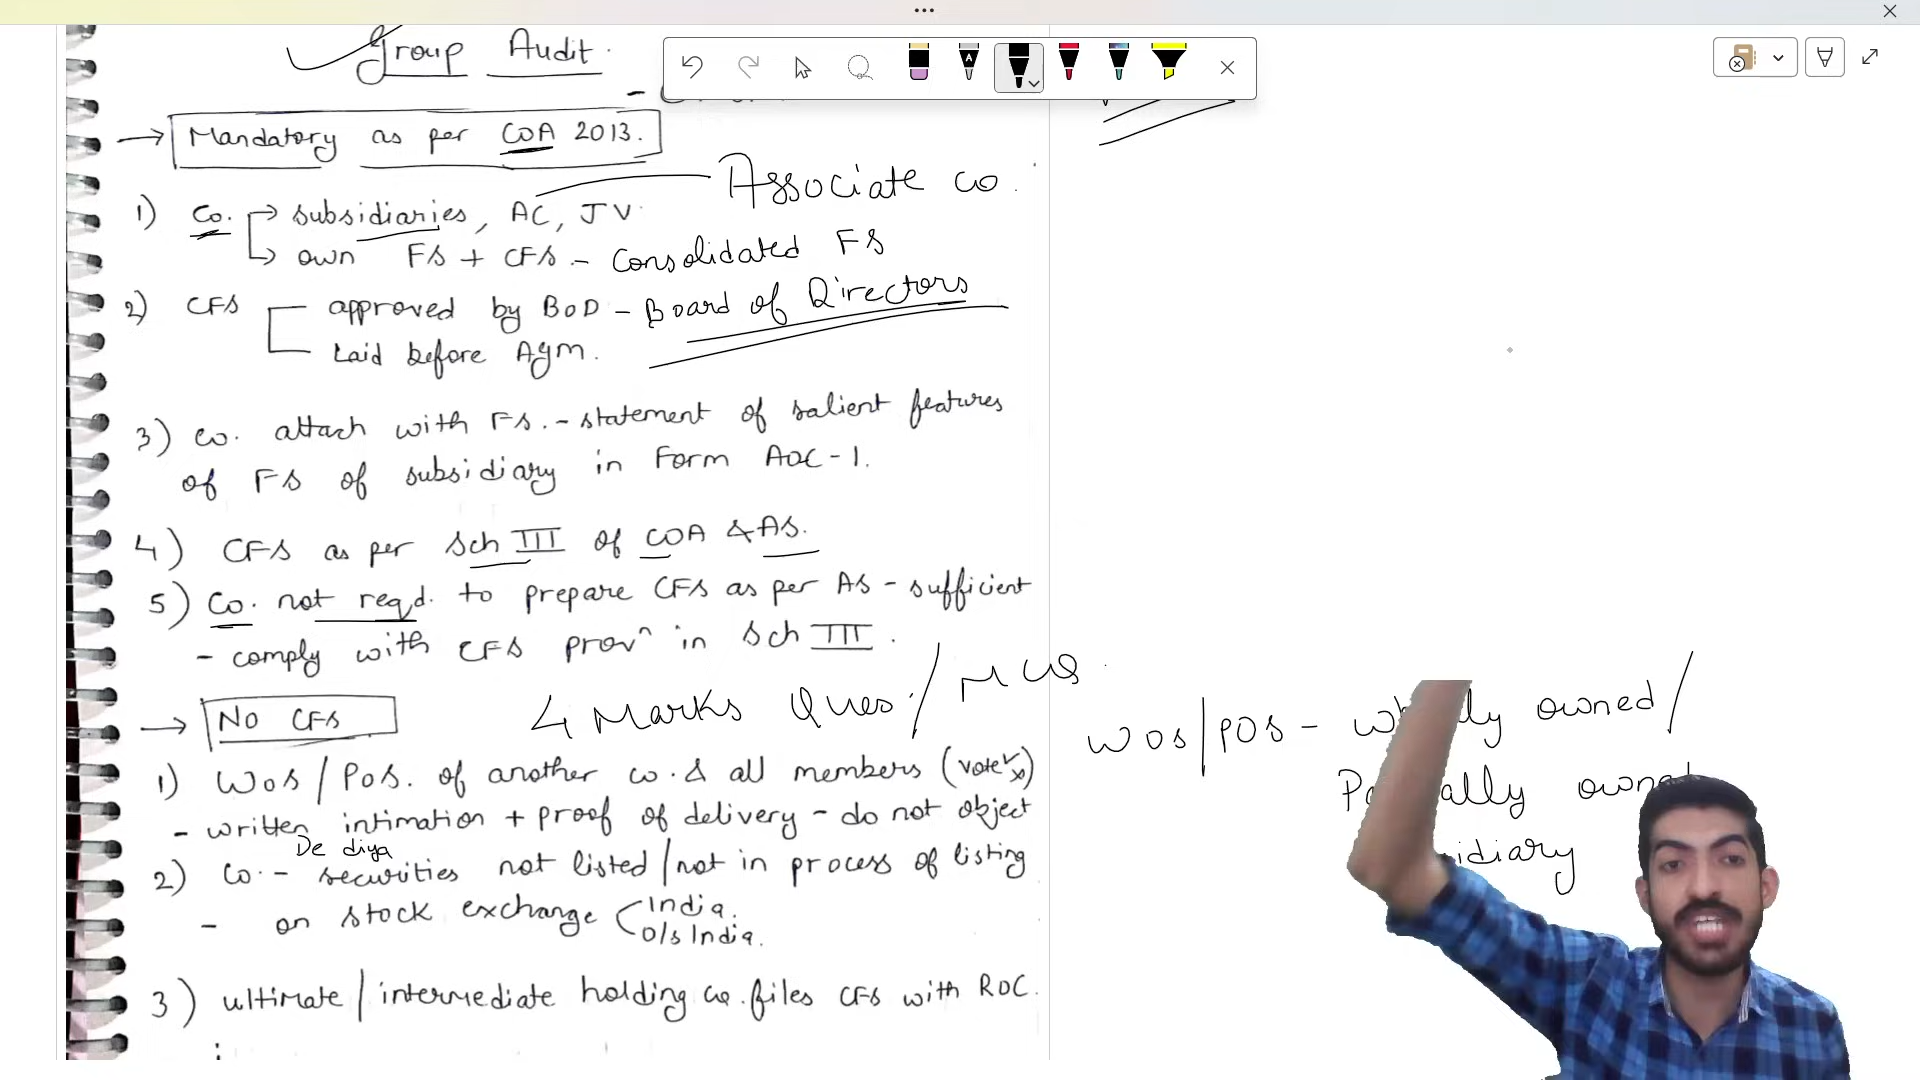 Group Audit.
Mandatory as per COA 2013.
Associate co.
1) Co. → subsidiaries, AC, JV
→ own FS + CFS - Consolidated FS
2) CFS approved by BOD - Board of Directors
Laid before Agm.
3) co. attach with FS. - statement of salient features
of FS of subsidiary in Form AOC-1.
4) CFS as per Sch III of COA & AS.
5) Co. not reqd. to prepare CFS as per AS - sufficient
- comply with CFS provⁿ in Sch III.
→ No CFS
4 Marks Ques. / MCQ.
1) WOS / POS. of another co. & all members (vote ✓ x)
- written intimation + proof of delivery - do not object
De diya
2) Co. - securities not listed / not in process of listing
- on stock exchange India.
O/s India.
3) ultimate / intermediate holding co. files CFS with ROC.
WOS / POS - owned /